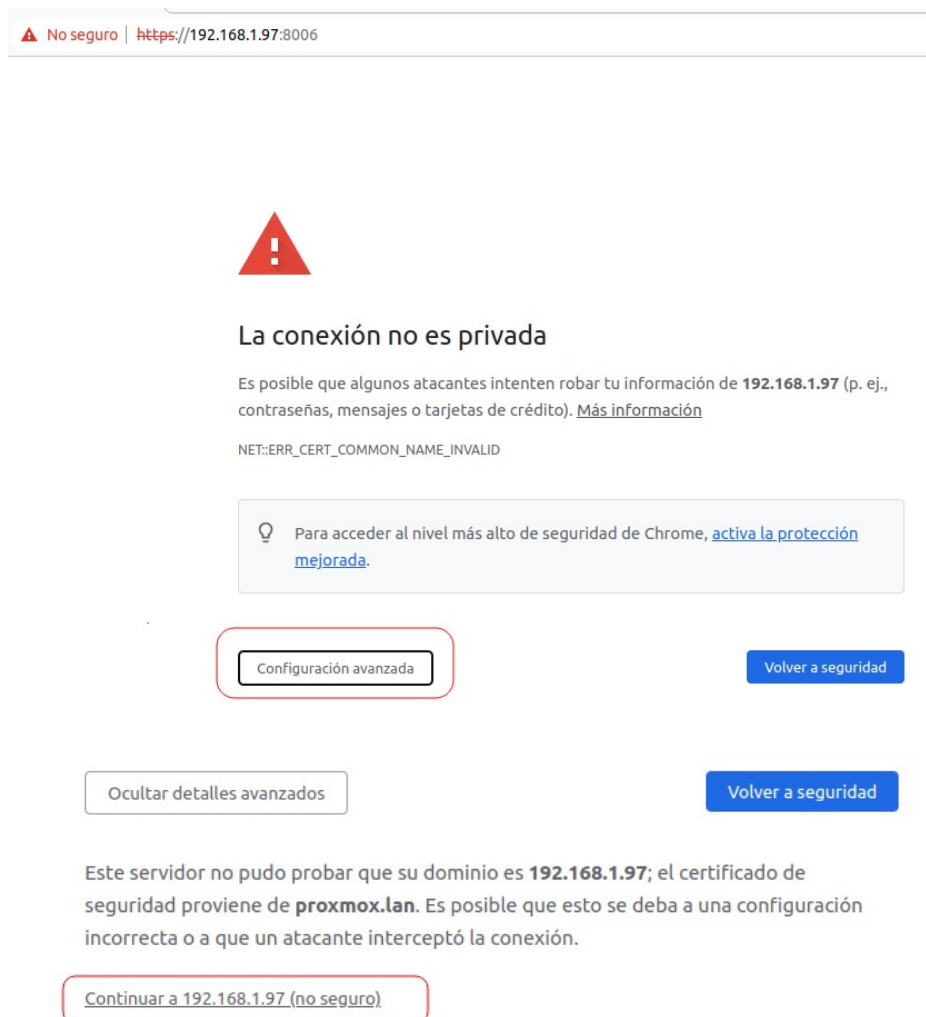 No seguro | https://192.168.1.97:8006
La conexión no es privada
Es posible que algunos atacantes intenten robar tu información de 192.168.1.97 (p. ej.,
contraseñas, mensajes o tarjetas de crédito). Más información
NET::ERR_CERT_COMMON_NAME_INVALID
Para acceder al nivel más alto de seguridad de Chrome, activa la protección
mejorada.
Configuración avanzada
Volver a seguridad
Ocultar detalles avanzados
Volver a seguridad
Este servidor no pudo probar que su dominio es 192.168.1.97; el certificado de
seguridad proviene de proxmox.lan. Es posible que esto se deba a una configuración
incorrecta o a que un atacante interceptó la conexión.
Continuar a 192.168.1.97 (no seguro)